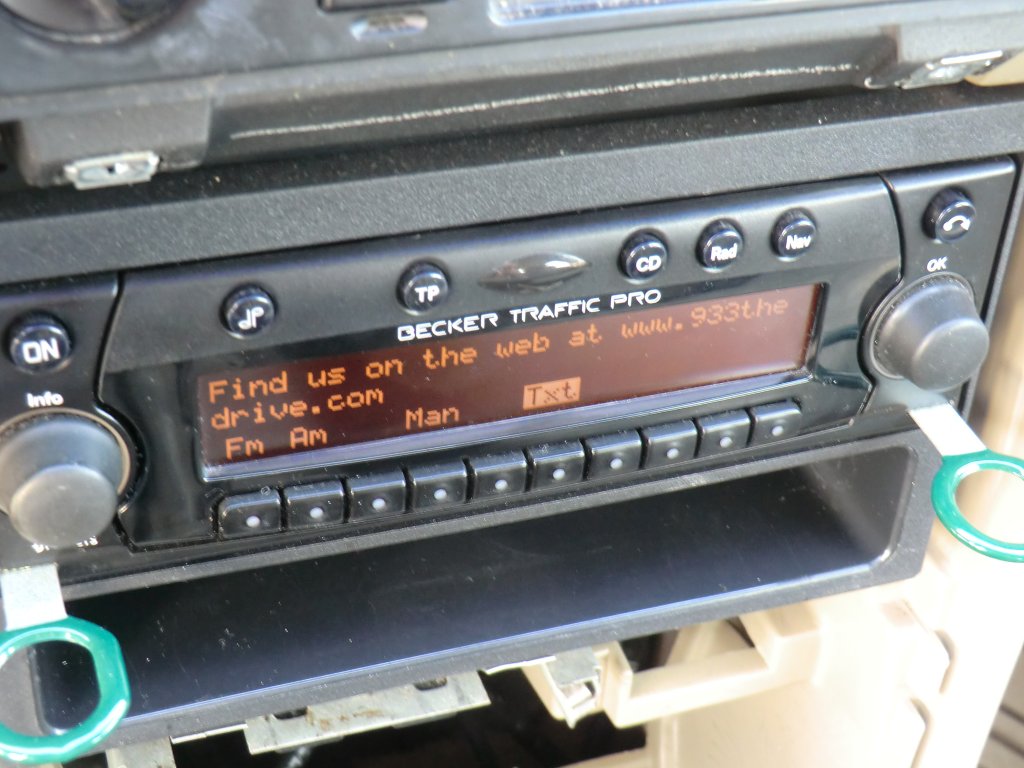 CD
Rad
Nav
TP
OK
ON
BECKER TRAFFIC PRO
Info
Find us on the web at www.933the
drive.com
Fm Am Man Txt